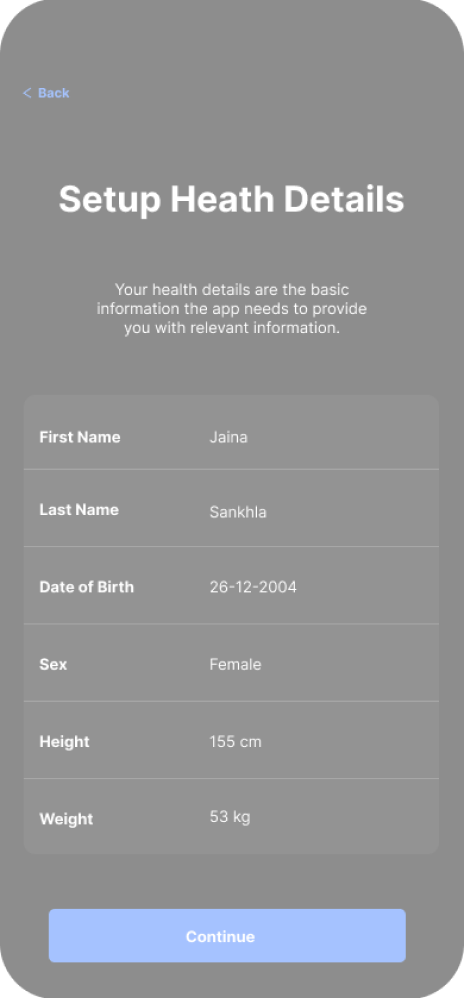 Back
Setup Heath Details
Your health details are the basic
information the app needs to provide
you with relevant information.
First Name Jaina
Last Name Sankhla
Date of Birth 26-12-2004
Sex Female
Height 155 cm
Weight 53 kg
Continue